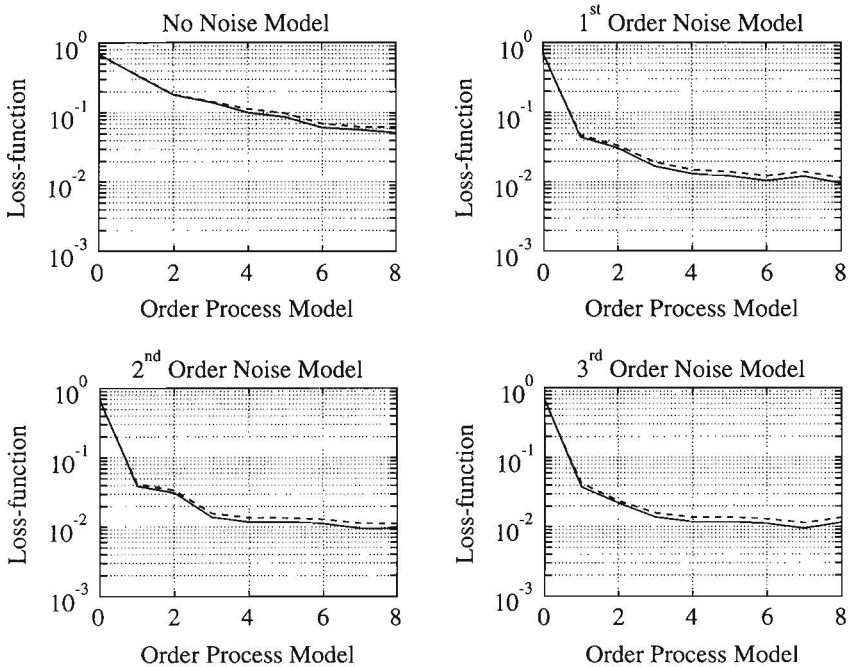 No Noise Model
10^0
10^-1
10^-2
10^-3
Loss-function
0 2 4 6 8
Order Process Model
1^st Order Noise Model
10^0
10^-1
10^-2
10^-3
Loss-function
0 2 4 6 8
Order Process Model
2^nd Order Noise Model
10^0
10^-1
10^-2
10^-3
Loss-function
0 2 4 6 8
Order Process Model
3^rd Order Noise Model
10^0
10^-1
10^-2
10^-3
Loss-function
0 2 4 6 8
Order Process Model